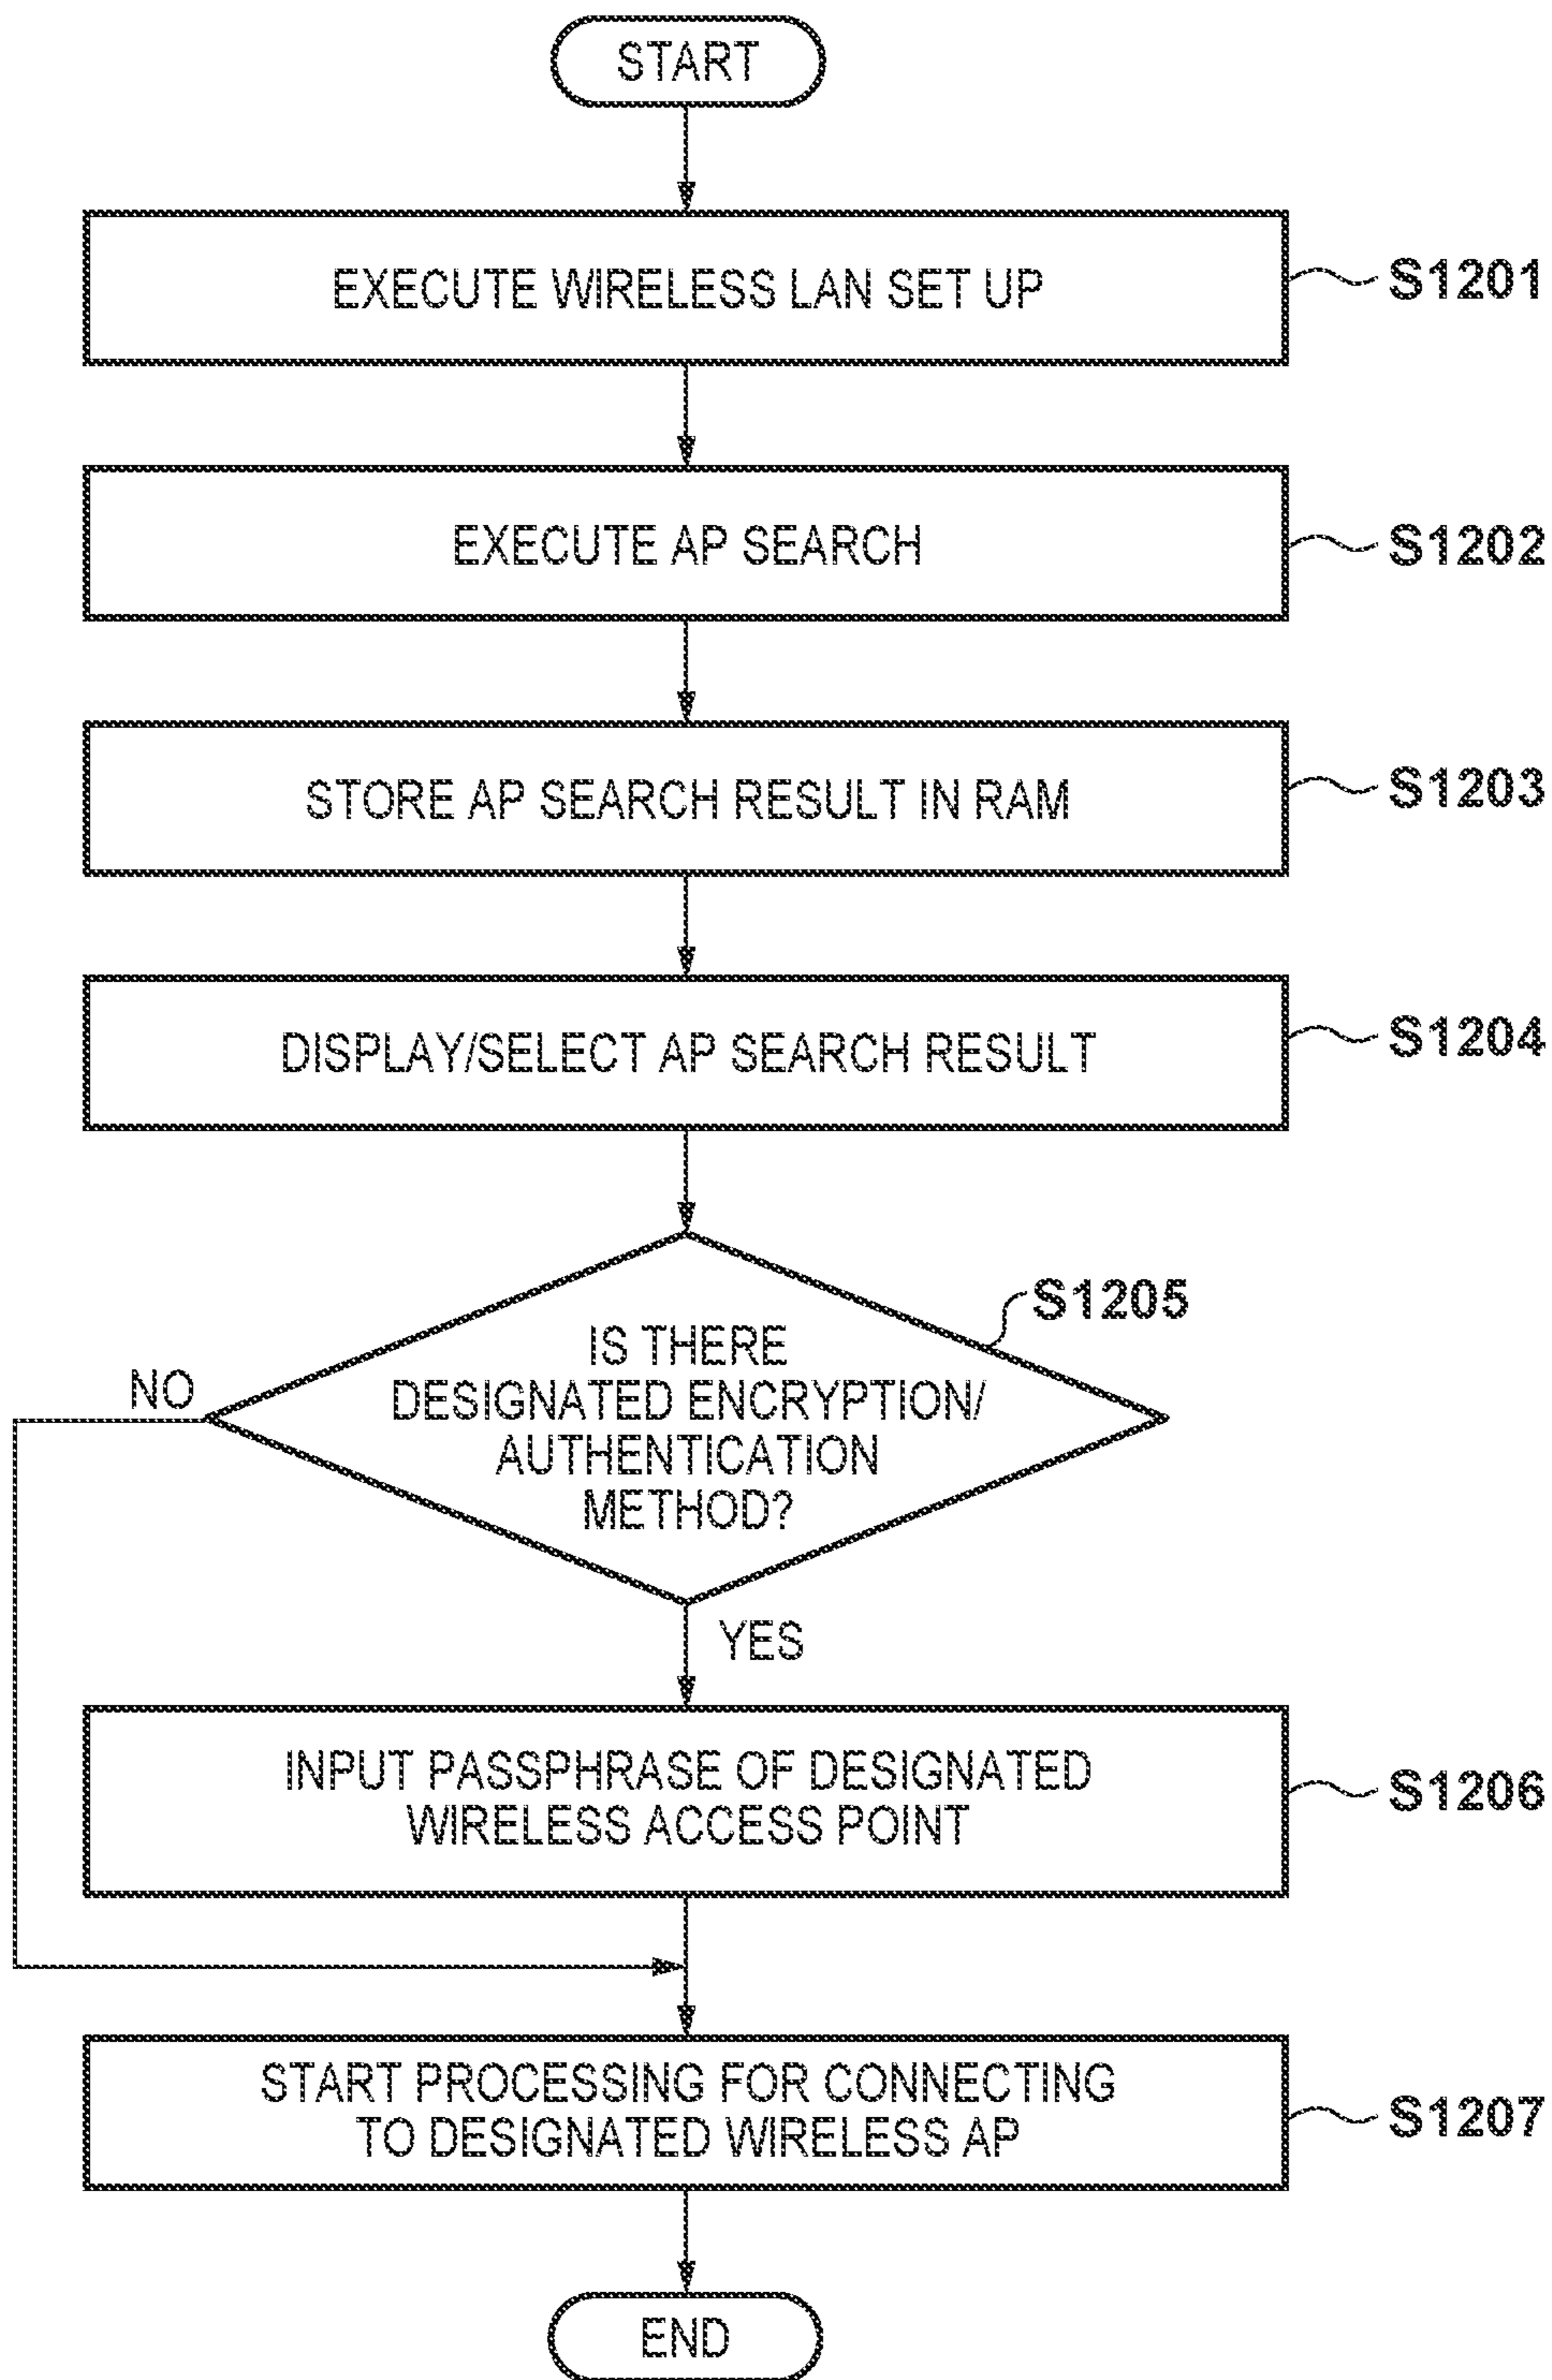 START
EXECUTE WIRELESS LAN SET UP
S1201
EXECUTE AP SEARCH
S1202
STORE AP SEARCH RESULT IN RAM
S1203
DISPLAY/SELECT AP SEARCH RESULT
S1204
S1205
IS THERE
DESIGNATED ENCRYPTION/
AUTHENTICATION
METHOD?
NO
YES
INPUT PASSPHRASE OF DESIGNATED
WIRELESS ACCESS POINT
S1206
START PROCESSING FOR CONNECTING
TO DESIGNATED WIRELESS AP
S1207
END